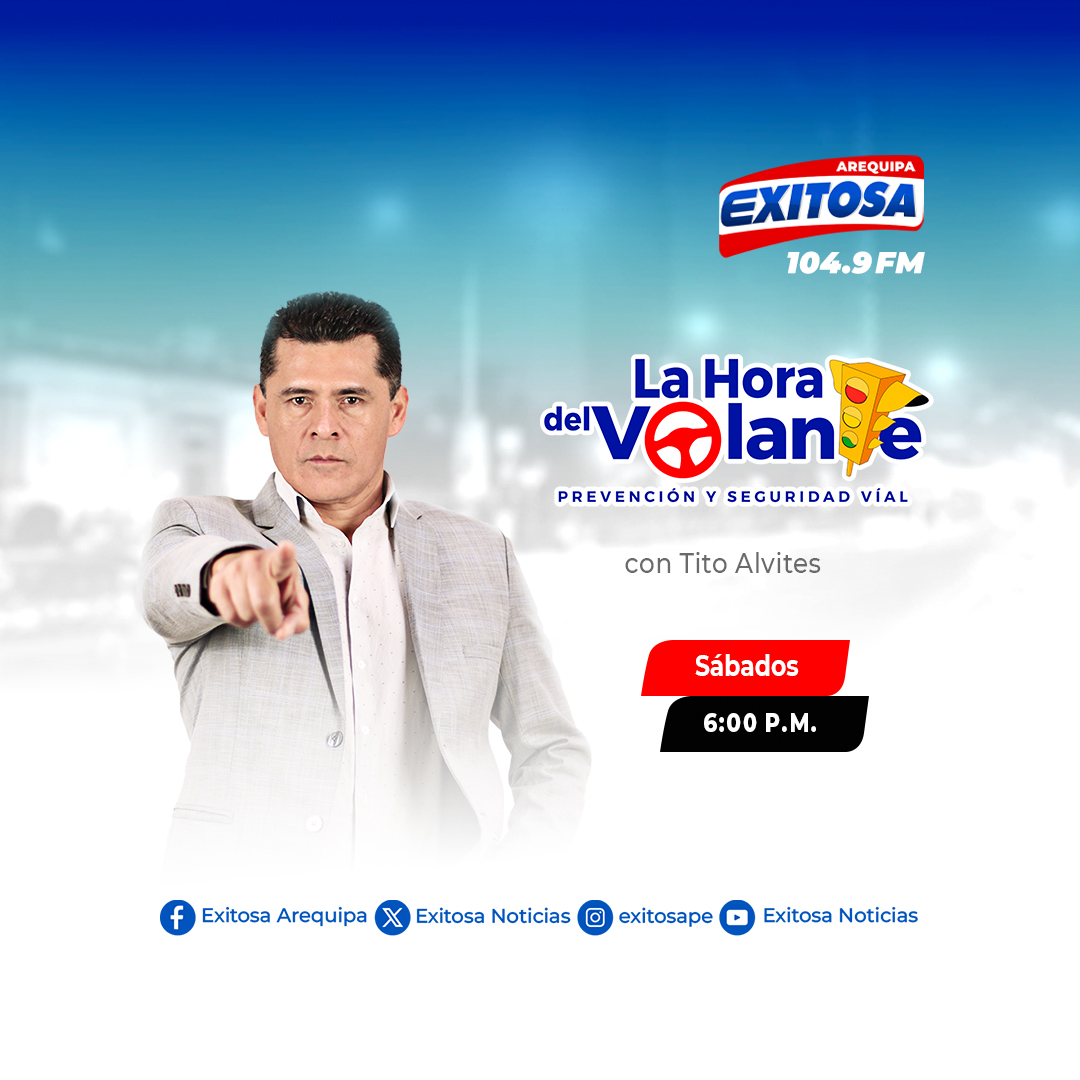 AREQUIPA
EXITOSA
104.9 FM
La Hora
del Volante
PREVENCIÓN Y SEGURIDAD VÍAL
con Tito Alvites
Sábados
6:00 P.M.
Exitosa Arequipa Exitosa Noticias exitosape Exitosa Noticias